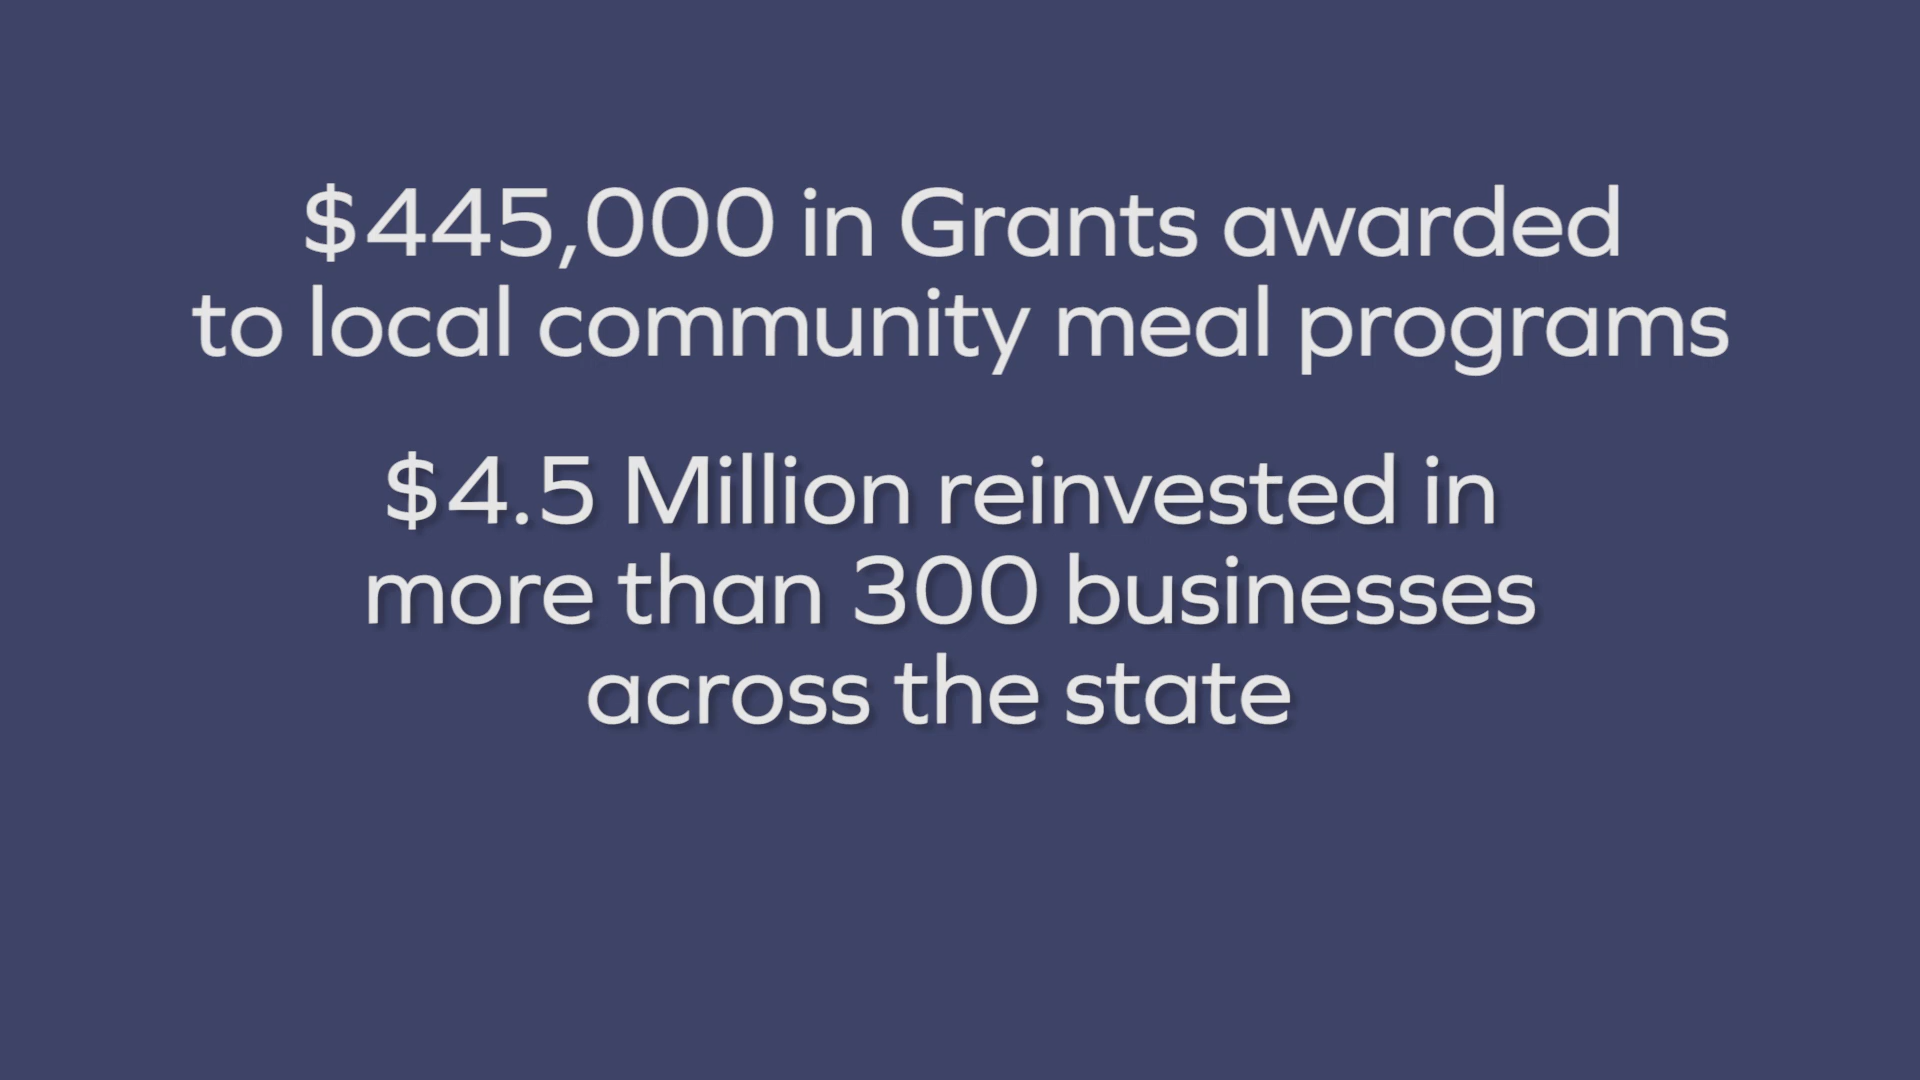 $445,000 in Grants awarded
to local community meal programs
$4.5 Million reinvested in
more than 300 businesses
across the state